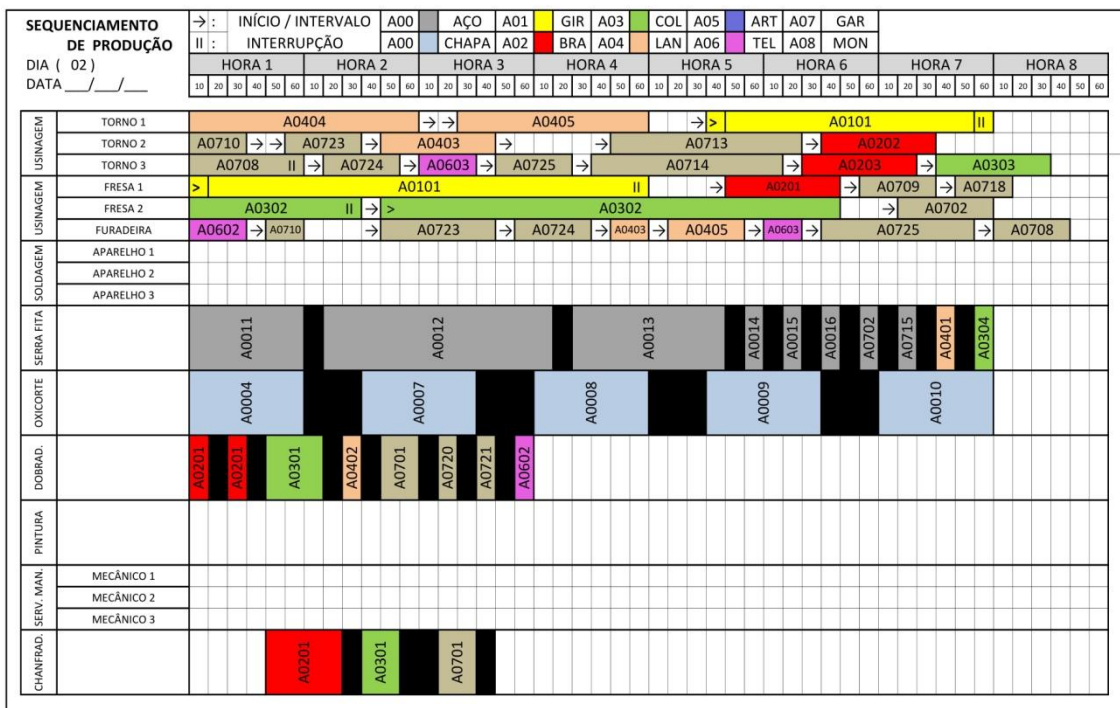 SEQUENCIAMENTO DE PRODUÇÃO
→ : INÍCIO / INTERVALO A00 AÇO A01 GIR A03 COL A05 ART A07 GAR
II : INTERRUPÇÃO A00 CHAPA A02 BRA A04 LAN A06 TEL A08 MON
DIA ( 02 ) HORA 1 HORA 2 HORA 3 HORA 4 HORA 5 HORA 6 HORA 7 HORA 8
DATA ___/___/___ 10 20 30 40 50 60 10 20 30 40 50 60 10 20 30 40 50 60 10 20 30 40 50 60 10 20 30 40 50 60 10 20 30 40 50 60 10 20 30 40 50 60 10 20 30 40 50 60
USINAGEM
TORNO 1 A0404 → → A0405 → > A0101 II
TORNO 2 A0710 → → A0723 → A0403 → → A0713 → A0202
TORNO 3 A0708 II → A0724 → A0603 → A0725 → A0714 → A0203 → A0303
USINAGEM
FRESA 1 > A0101 II → A0201 → A0709 → A0718
FRESA 2 A0302 II → > A0302 → A0702
FURADEIRA A0602 → A0710 → A0723 → A0724 → A0403 → A0405 → A0603 → A0725 → A0708
SOLDAGEM
APARELHO 1
APARELHO 2
APARELHO 3
SERRA FITA A0011 A0012 A0013 A0014 A0015 A0016 A0702 A0715 A0401 A0304
OXICORTE A0004 A0007 A0008 A0009 A0010
DOBRAD. A0201 A0201 A0301 A0402 A0701 A0720 A0721 A0602
PINTURA
SERV. MAN.
MECÂNICO 1
MECÂNICO 2
MECÂNICO 3
CHANFRAD. A0201 A0301 A0701